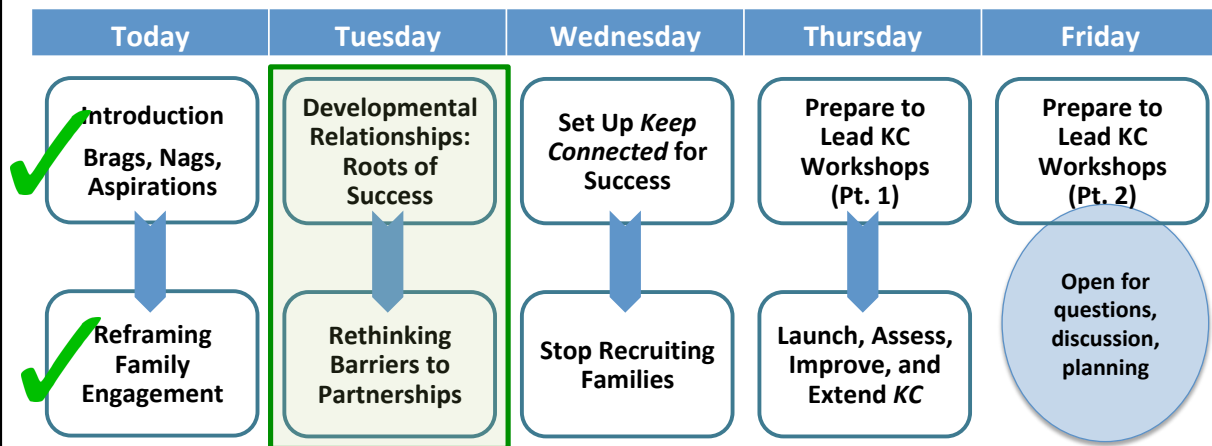 Today
Tuesday
Wednesday
Thursday
Friday
Introduction
Brags, Nags,
Aspirations
Developmental
Relationships:
Roots of
Success
Set Up Keep
Connected for
Success
Prepare to
Lead KC
Workshops
(Pt. 1)
Prepare to
Lead KC
Workshops
(Pt. 2)
Reframing
Family
Engagement
Rethinking
Barriers to
Partnerships
Stop Recruiting
Families
Launch, Assess,
Improve, and
Extend KC
Open for
questions,
discussion,
planning